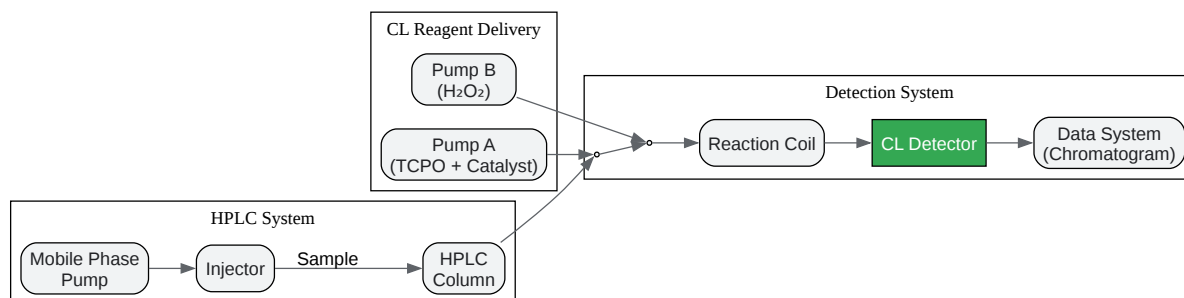 CL Reagent Delivery
Pump B
(H₂O₂)
Pump A
(TCPO + Catalyst)
Detection System
Reaction Coil
CL Detector
Data System
(Chromatogram)
HPLC System
Mobile Phase
Pump
Injector
Sample
HPLC
Column